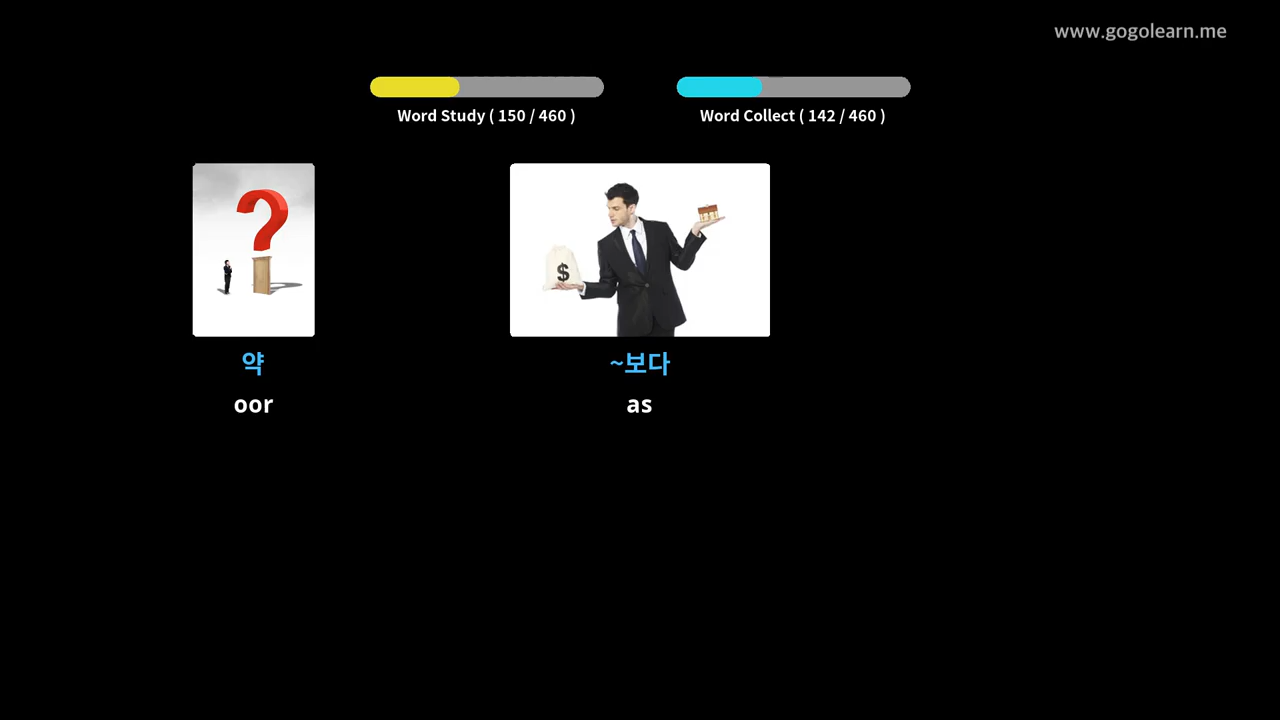 www.gogolearn.me
Word Study ( 150 / 460 )
Word Collect ( 142 / 460 )
?
$
약
~보다
oor
as